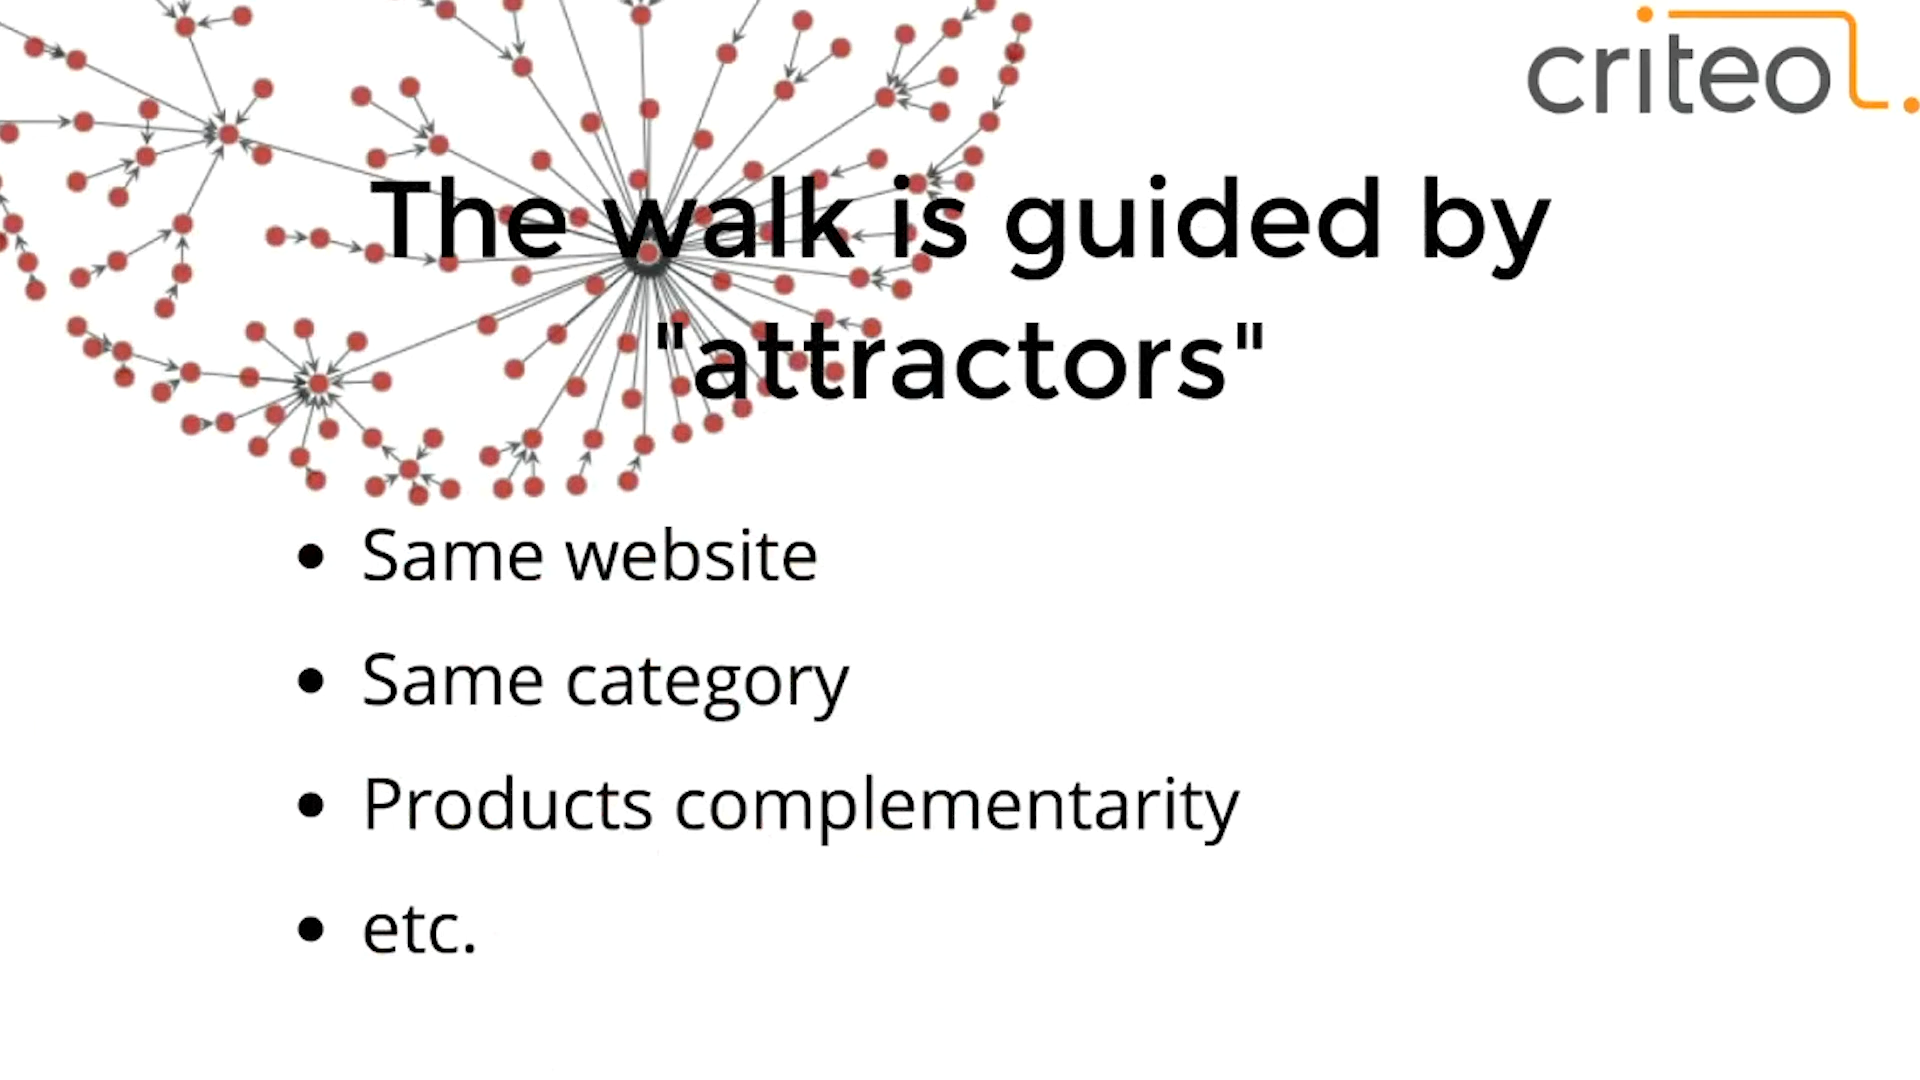 criteo
The walk is guided by
"attractors"
• Same website
• Same category
• Products complementarity
• etc.